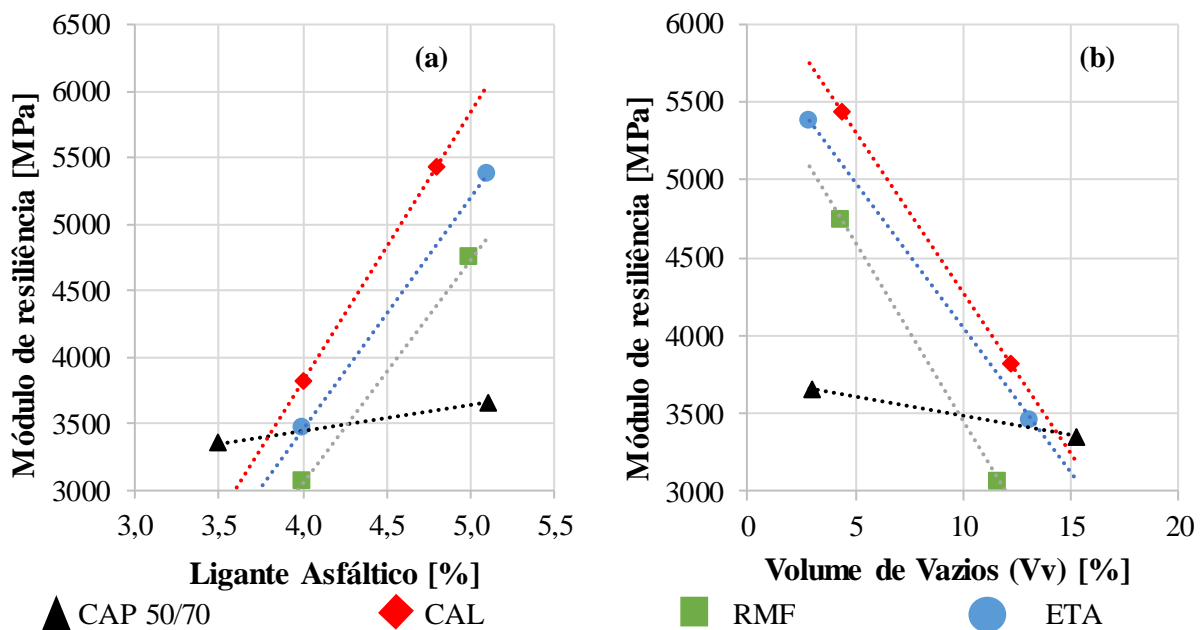 (a)
Módulo de resiliência [MPa]
6500
6000
5500
5000
4500
4000
3500
3000
3,0
3,5
4,0
4,5
5,0
5,5
Ligante Asfáltico [%]
(b)
Módulo de resiliência [MPa]
6000
5500
5000
4500
4000
3500
3000
0
5
10
15
20
Volume de Vazios (Vv) [%]
CAP 50/70
CAL
RMF
ETA